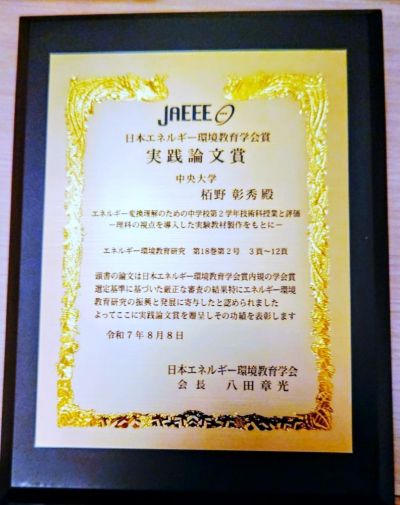 JAEEE
日本エネルギー環境教育学会賞
実践論文賞
中央大学
栢野 彰秀 殿
エネルギー変換理解のための中学校第2学年技術科授業と評価
－理科の視点を導入した実験教材製作をもとに－
エネルギー環境教育研究 第18巻第2号 3頁～12頁
頭書の論文は日本エネルギー環境教育学会賞内規の学会賞
選定基準に基づいた厳正な審査の結果特にエネルギー環境
教育研究の振興と発展に寄与したと認められました
よってここに実践論文賞を贈呈しその功績を表彰します
令和7年8月8日
日本エネルギー環境教育学会
会 長 八田章光